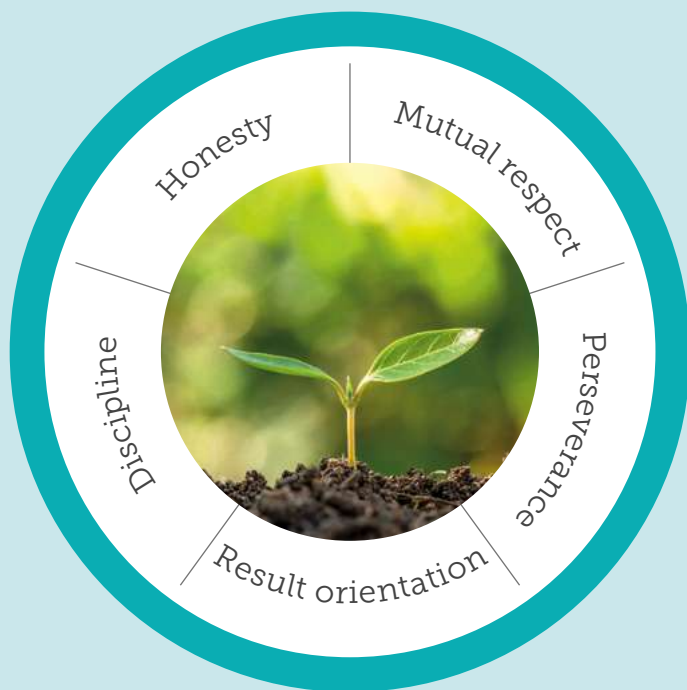 Honesty
Mutual respect
Perseverance
Result orientation
Discipline